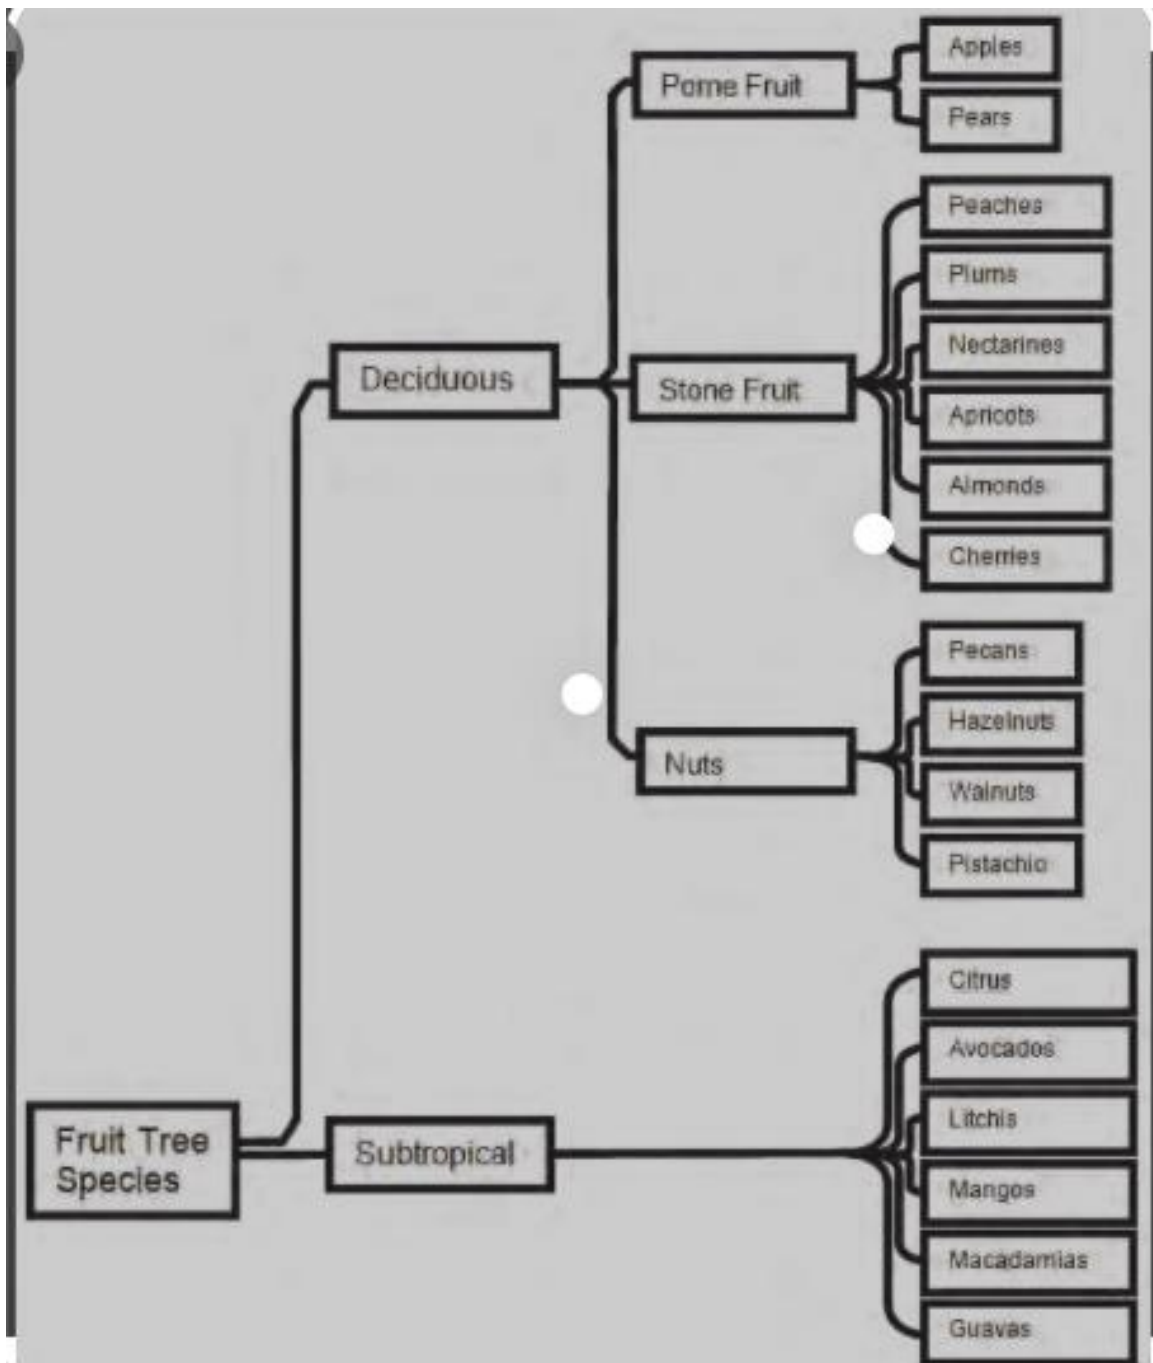 Apples
Pome Fruit
Pears
Peaches
Plums
Nectarines
Deciduous
Stone Fruit
Apricots
Almonds
Cherries
Pecans
Hazelnuts
Nuts
Walnuts
Pistachio
Citrus
Avocados
Litchis
Fruit Tree
Species
Subtropical
Mangos
Macadamias
Guavas